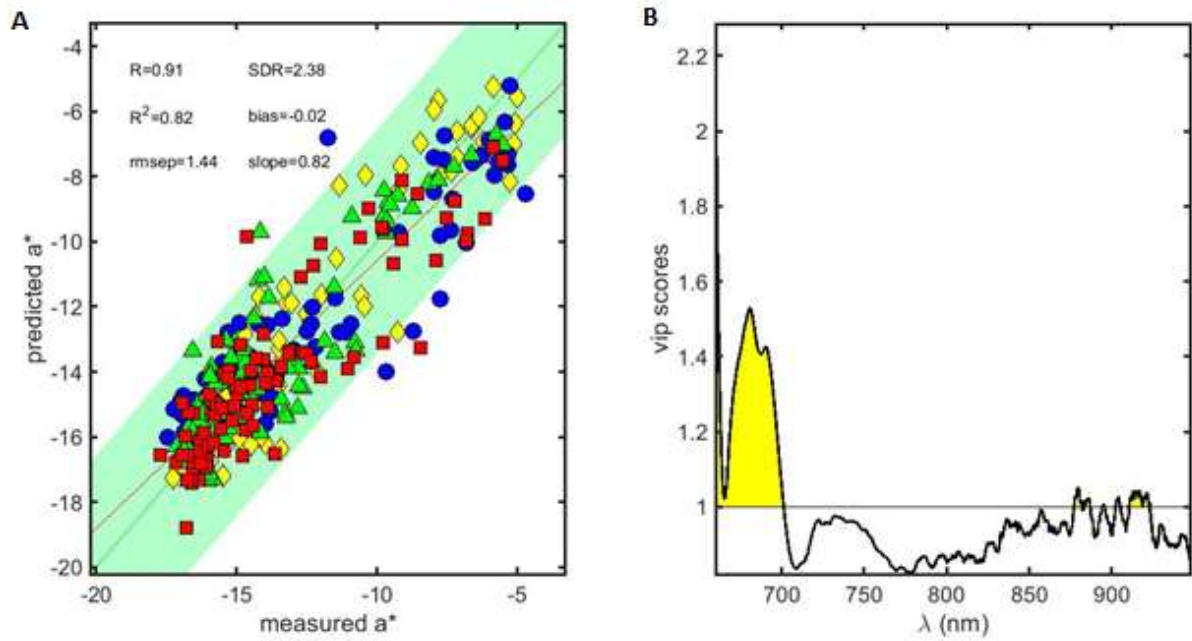 A
B
R=0.91 SDR=2.38
R²=0.82 bias=-0.02
rmsep=1.44 slope=0.82
predicted a*
-4
-6
-8
-10
-12
-14
-16
-18
-20
-20 -15 -10 -5
measured a*
vip scores
2.2
2
1.8
1.6
1.4
1.2
1
700 750 800 850 900
λ (nm)